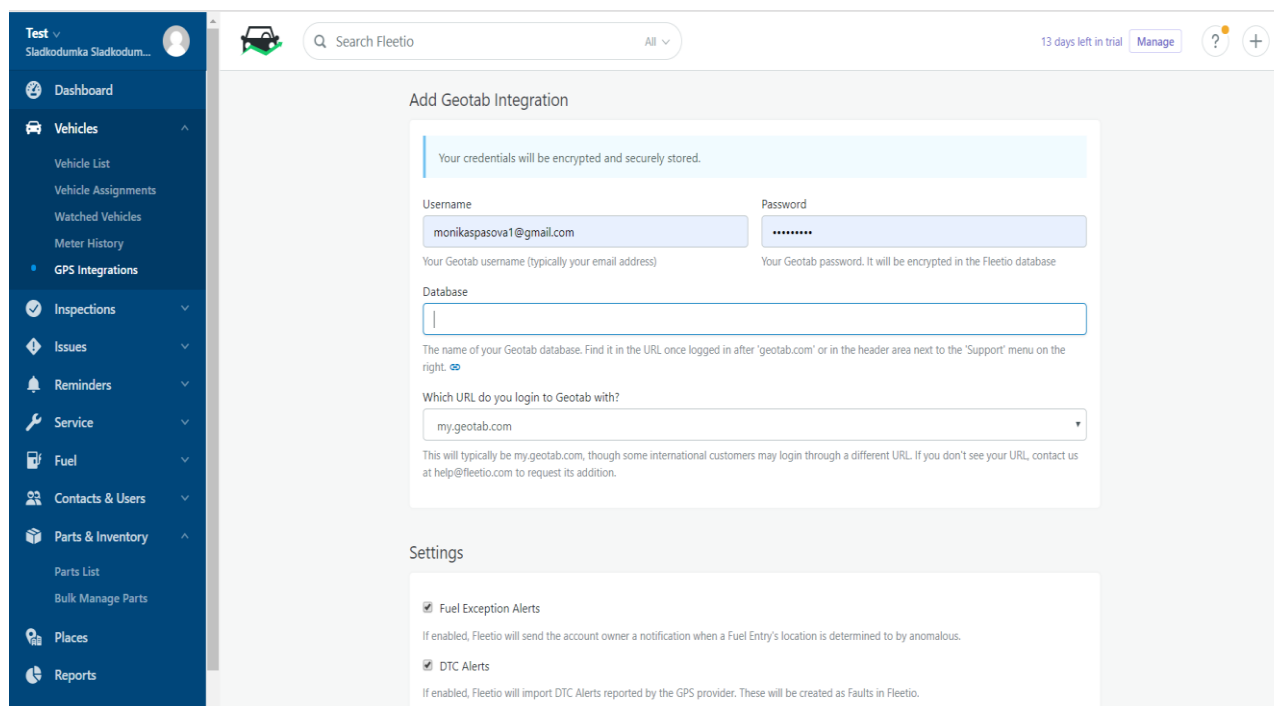 Test
Sladkodumka Sladkodum...
Dashboard
Vehicles
Vehicle List
Vehicle Assignments
Watched Vehicles
Meter History
GPS Integrations
Inspections
Issues
Reminders
Service
Fuel
Contacts & Users
Parts & Inventory
Parts List
Bulk Manage Parts
Places
Reports
Search Fleetio
All
13 days left in trial
Manage
?
+
Add Geotab Integration
Your credentials will be encrypted and securely stored.
Username
Password
monikaspasova1@gmail.com
•••••••••
Your Geotab username (typically your email address)
Your Geotab password. It will be encrypted in the Fleetio database
Database
The name of your Geotab database. Find it in the URL once logged in after 'geotab.com' or in the header area next to the 'Support' menu on the
right.
Which URL do you login to Geotab with?
my.geotab.com
This will typically be my.geotab.com, though some international customers may login through a different URL. If you don't see your URL, contact us
at help@fleetio.com to request its addition.
Settings
Fuel Exception Alerts
If enabled, Fleetio will send the account owner a notification when a Fuel Entry's location is determined to by anomalous.
DTC Alerts
If enabled, Fleetio will import DTC Alerts reported by the GPS provider. These will be created as Faults in Fleetio.